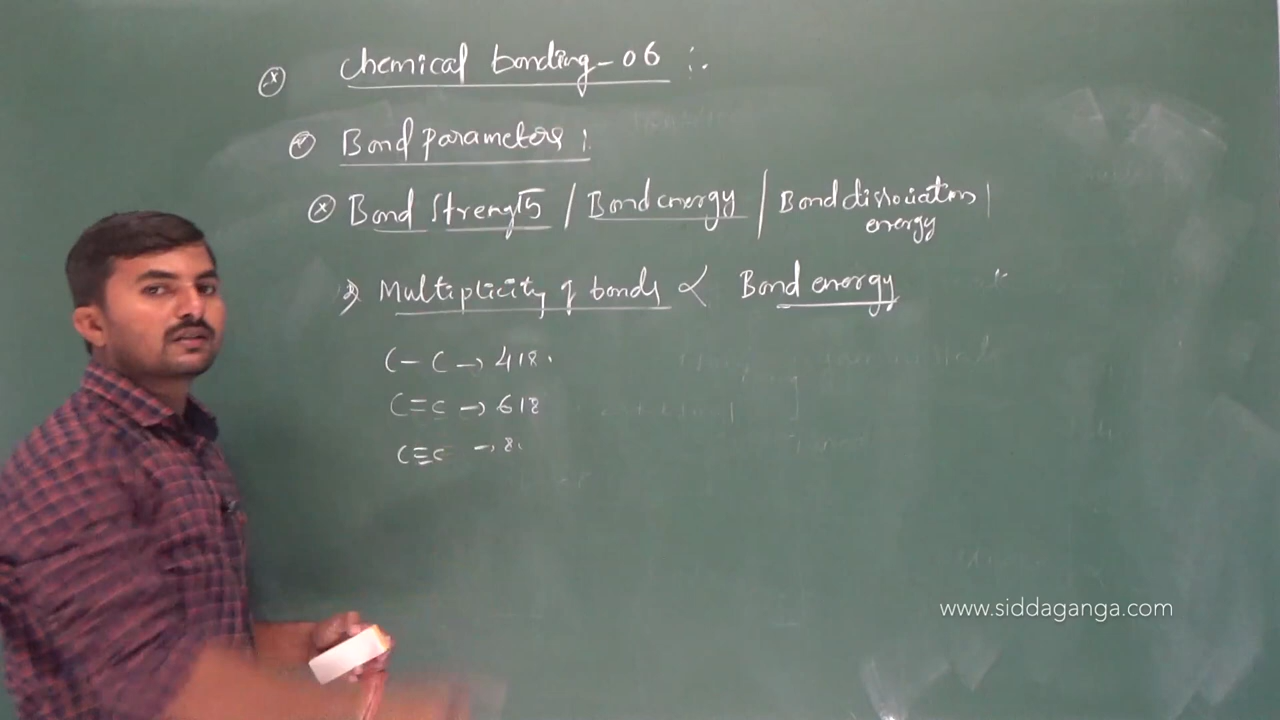 Chemical bonding-06 :.
Bond parameters :
Bond Strength / Bond energy / Bond dissociation energy
Multiplicity of bonds ∝ Bond energy
C-C → 418.
C=C → 618
C≡C → 8.
www.siddaganga.com